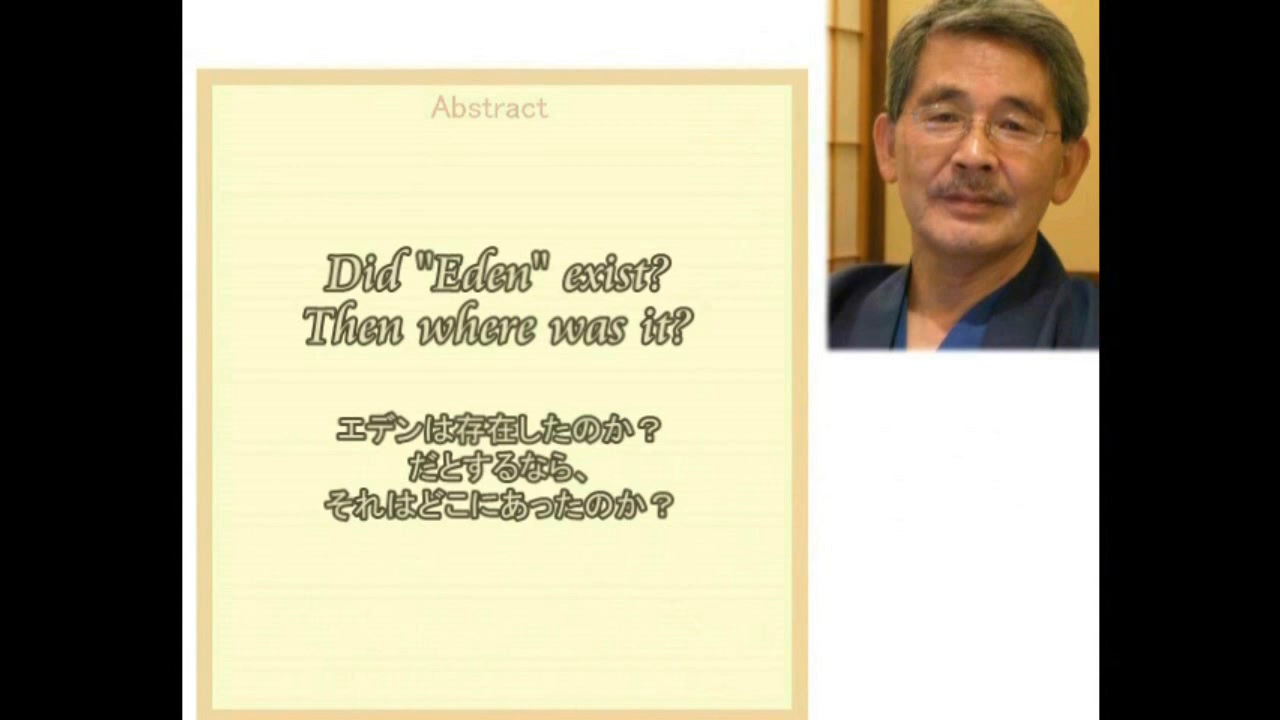 Abstract
Did "Eden" exist?
Then where was it?
エデンは存在したのか？
だとするなら、
それはどこにあったのか？